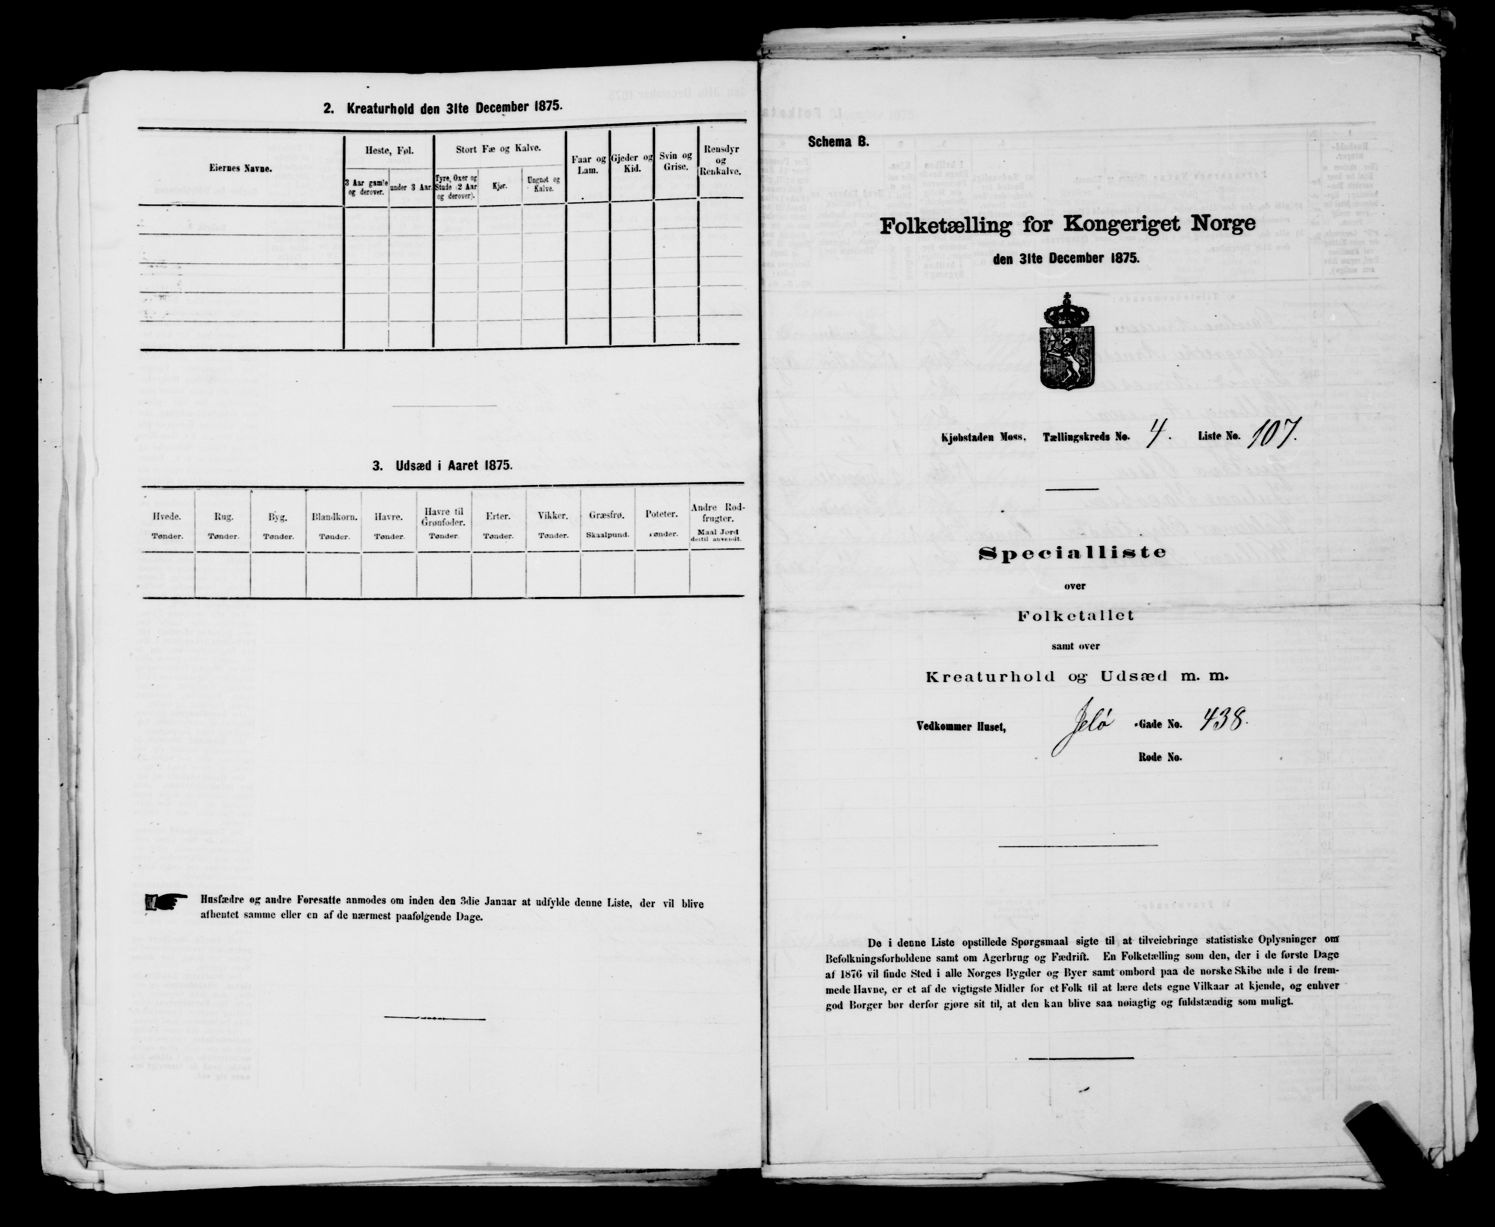 2. Kreaturhold den 31te December 1875.
Eiernes Navne.
Heste, Føl.
3 Aar gamle og derover.
under 3 Aar.
Stort Fæ og Kalve.
Tyre, Oxer og Stude (2 Aar og derover).
Kjør.
Ungnøt og Kalve.
Faar og Lam.
Gjeder og Kid.
Svin og Grise.
Rensdyr og Renkalve.
3. Udsæd i Aaret 1875.
Hvede. Tønder.
Rug. Tønder.
Byg. Tønder.
Blandkorn. Tønder.
Havre. Tønder.
Havre til Grønfoder. Tønder.
Erter. Tønder.
Vikker. Tønder.
Græsfrø. Skaalpund.
Poteter. Tønder.
Andre Rodfrugter. Maal Jord dertil anvendt.
Husfædre og andre Foresatte anmodes om inden den 3die Januar at udfylde denne Liste, der vil blive
afhentet samme eller en af de nærmest paafølgende Dage.
Schema B.
Folketælling for Kongeriget Norge
den 31te December 1875.
Kjøbstaden Moss. Tællingskreds No. 4. Liste No. 107.
Specialliste
over
Folketallet
samt over
Kreaturhold og Udsæd m. m.
Vedkommer Huset, Jelø -Gade No. 438.
Rode No.
De i denne Liste opstillede Spørgsmaal sigte til at tilveiebringe statistiske Oplysninger om
Befolkningsforholdene samt om Agerbrug og Fædrift. En Folketælling som den, der i de første Dage
af 1876 vil finde Sted i alle Norges Bygder og Byer samt ombord paa de norske Skibe ude i de frem-
mede Havne, er et af de vigtigste Midler for et Folk til at lære dets egne Vilkaar at kjende, og enhver
god Borger bør derfor gjøre sit til, at den kan blive saa nøiagtig og fuldstændig som muligt.